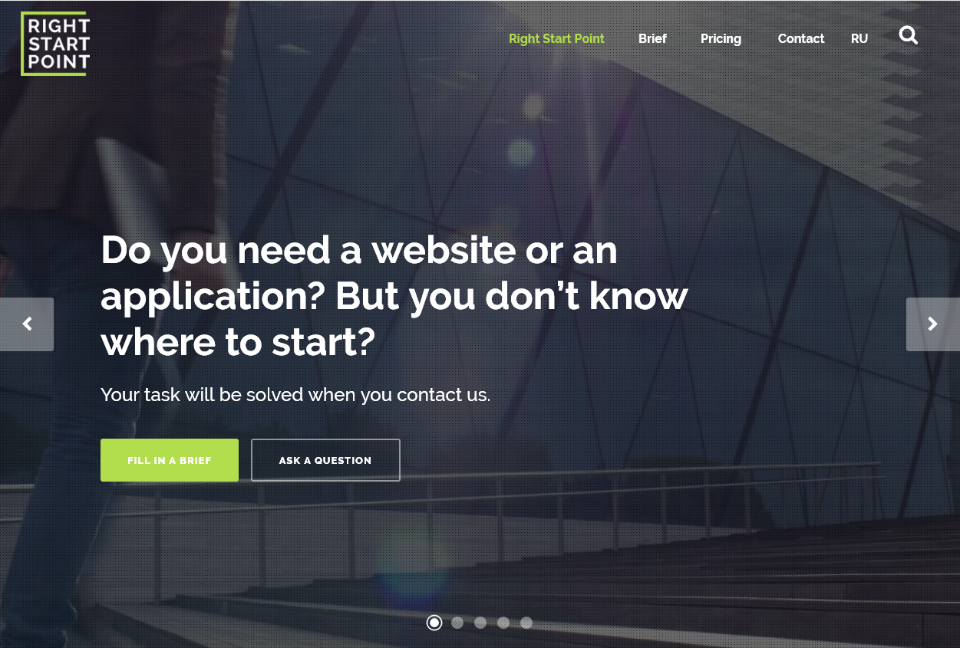 RIGHT
START
POINT
Right Start Point Brief Pricing Contact RU
Do you need a website or an
application? But you don’t know
where to start?
Your task will be solved when you contact us.
FILL IN A BRIEF ASK A QUESTION